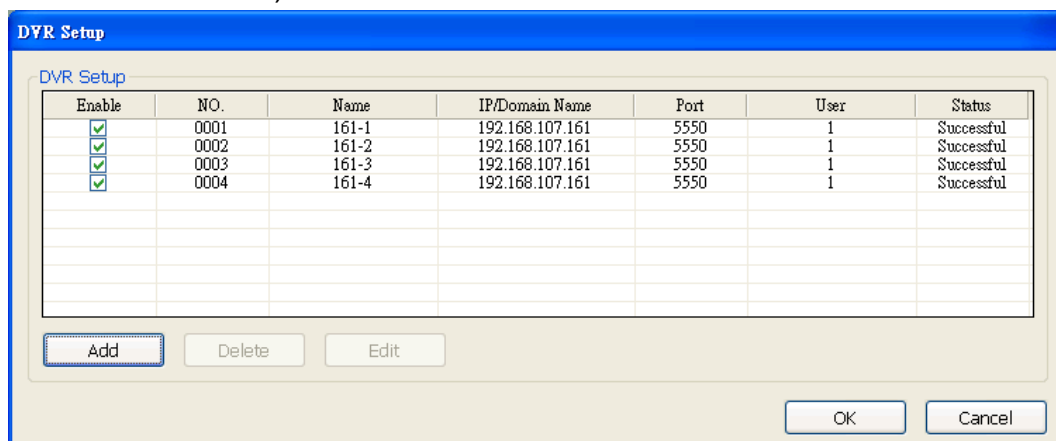 DVR Setup
DVR Setup
Enable NO. Name IP/Domain Name Port User Status
0001 161-1 192.168.107.161 5550 1 Successful
0002 161-2 192.168.107.161 5550 1 Successful
0003 161-3 192.168.107.161 5550 1 Successful
0004 161-4 192.168.107.161 5550 1 Successful
Add Delete Edit
OK Cancel